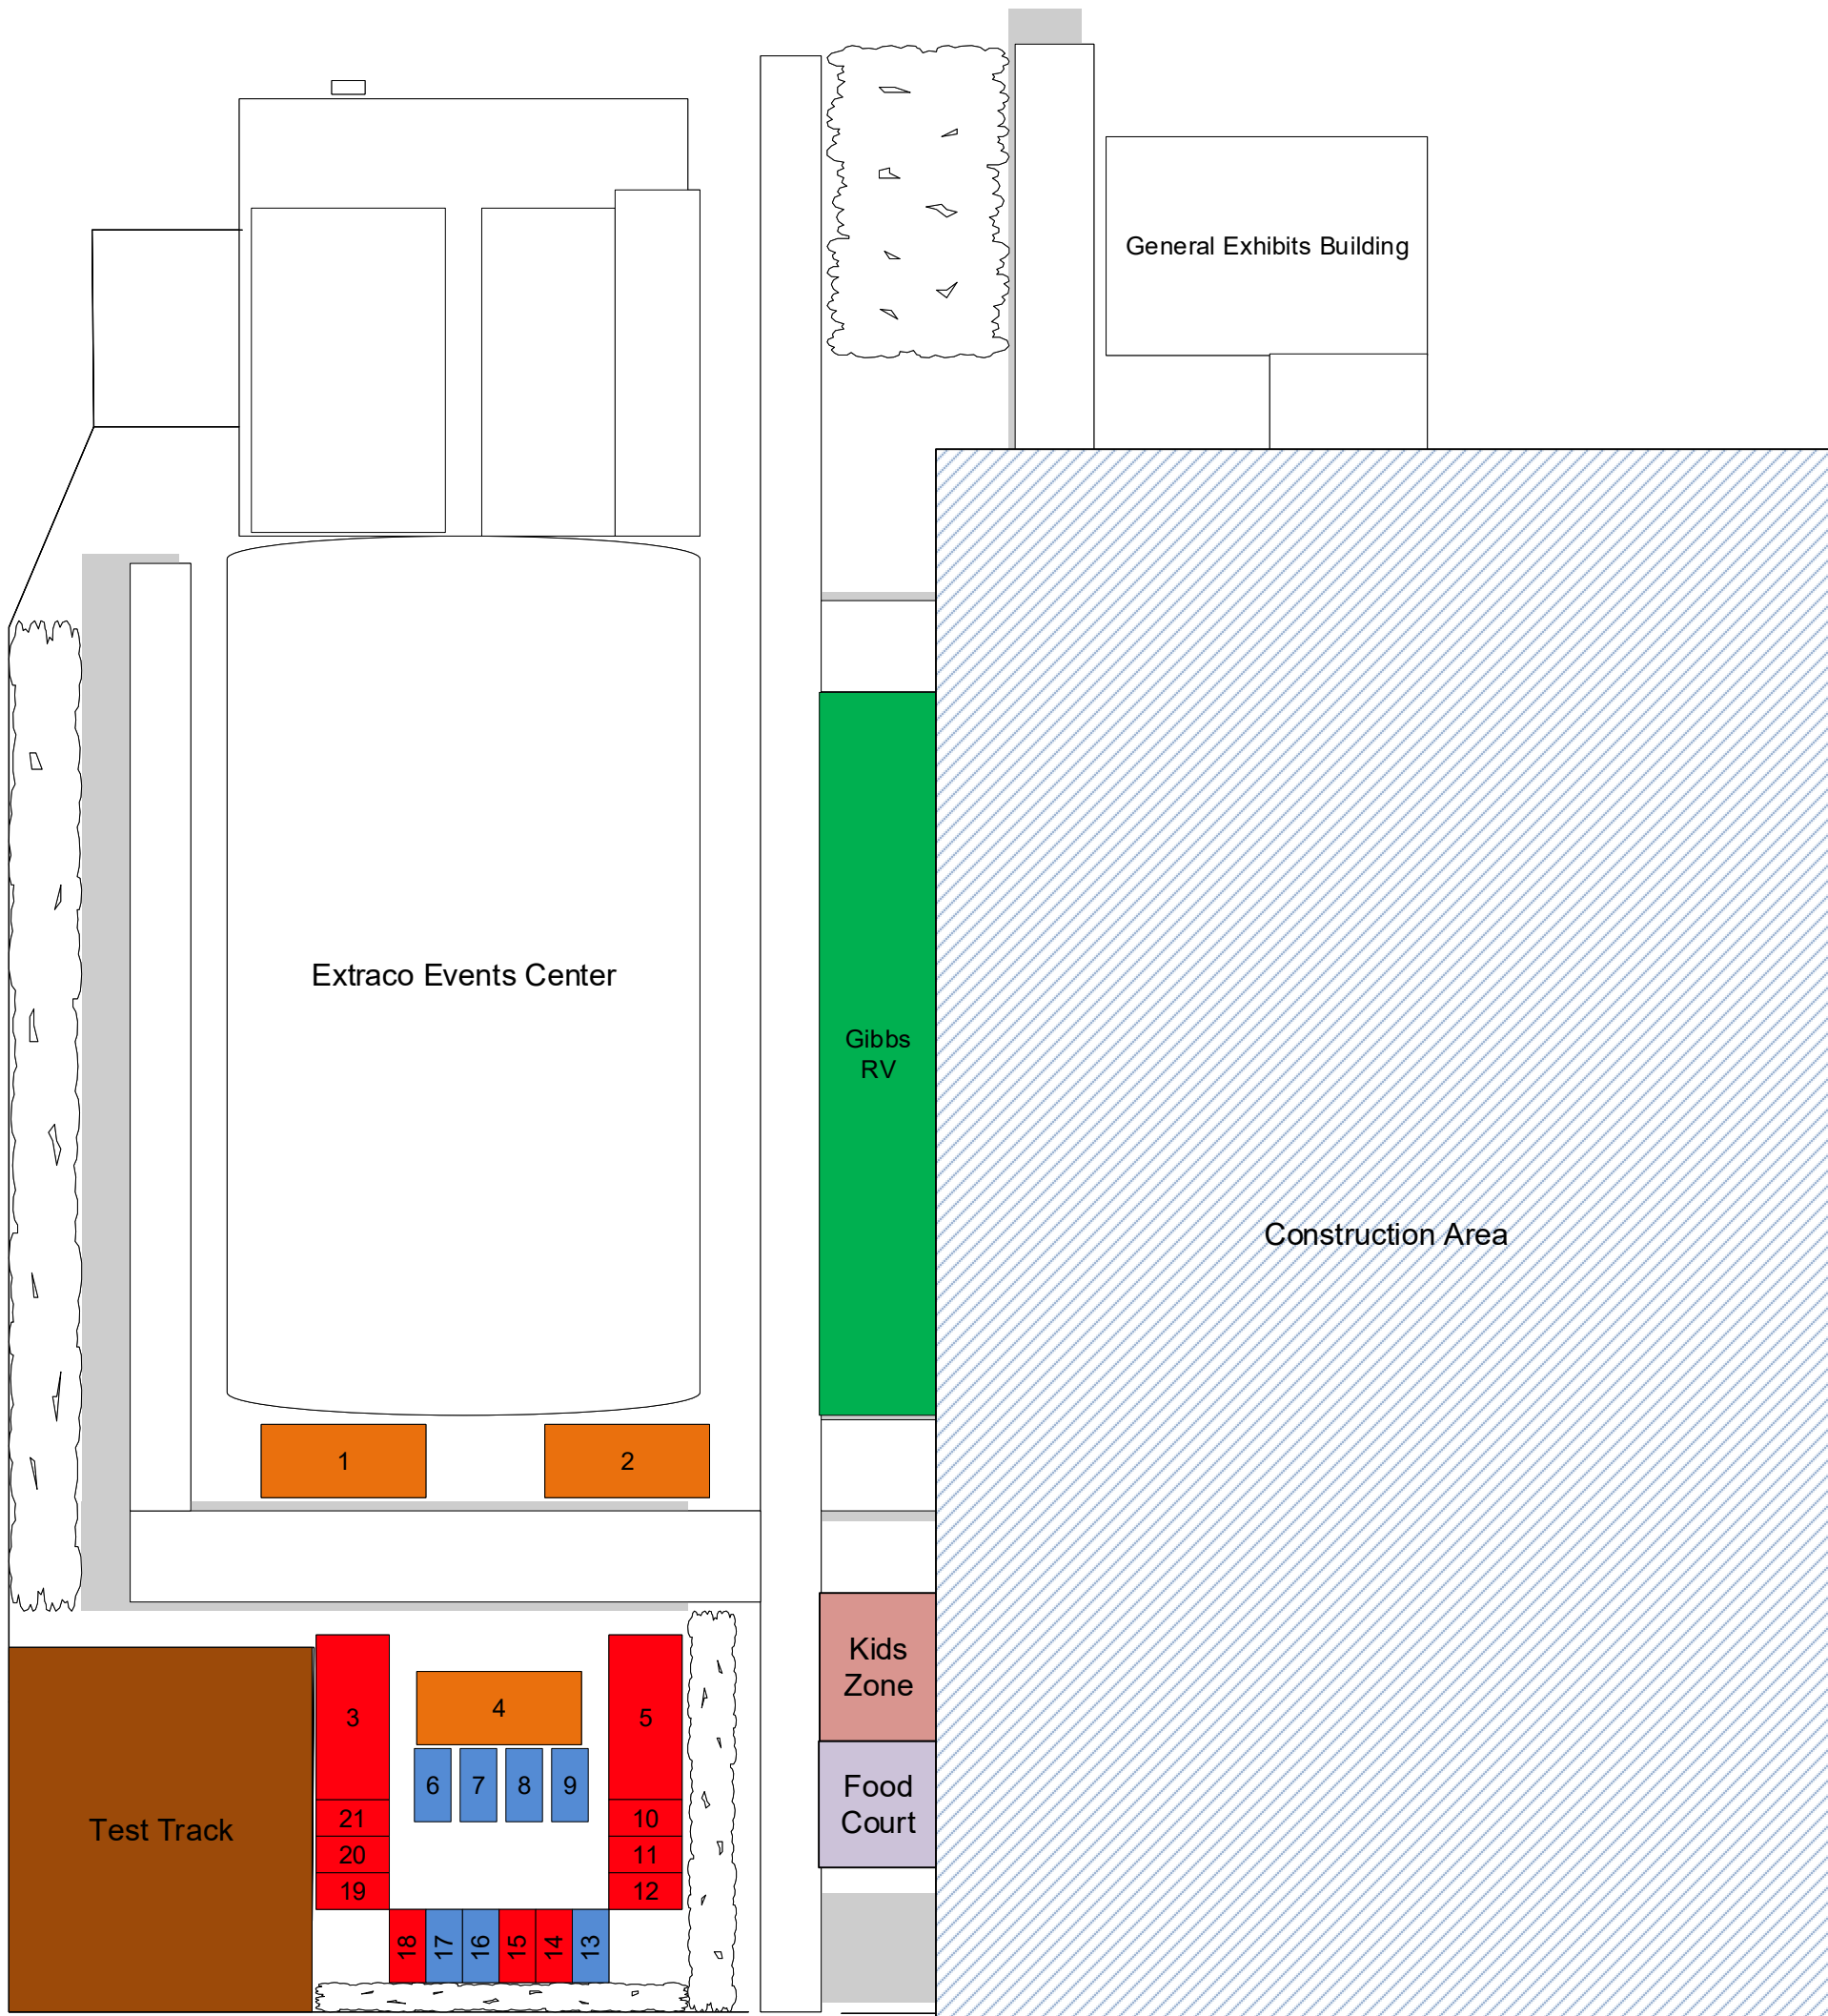 General Exhibits Building
Extraco Events Center
Gibbs
RV
Construction Area
1
2
Kids
Zone
3
4
5
6
7
8
9
Food
Court
Test Track
21
10
20
11
19
12
18
17
16
15
14
13